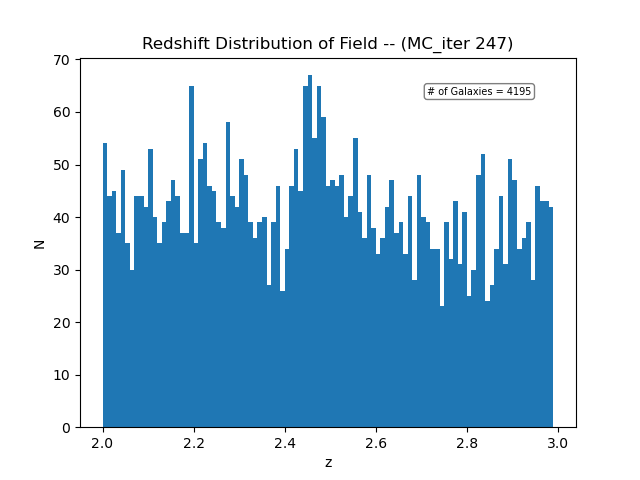 Redshift Distribution of Field -- (MC_iter 247)
# of Galaxies = 4195
70
60
50
40
30
20
10
0
N
2.0 2.2 2.4 2.6 2.8 3.0
z